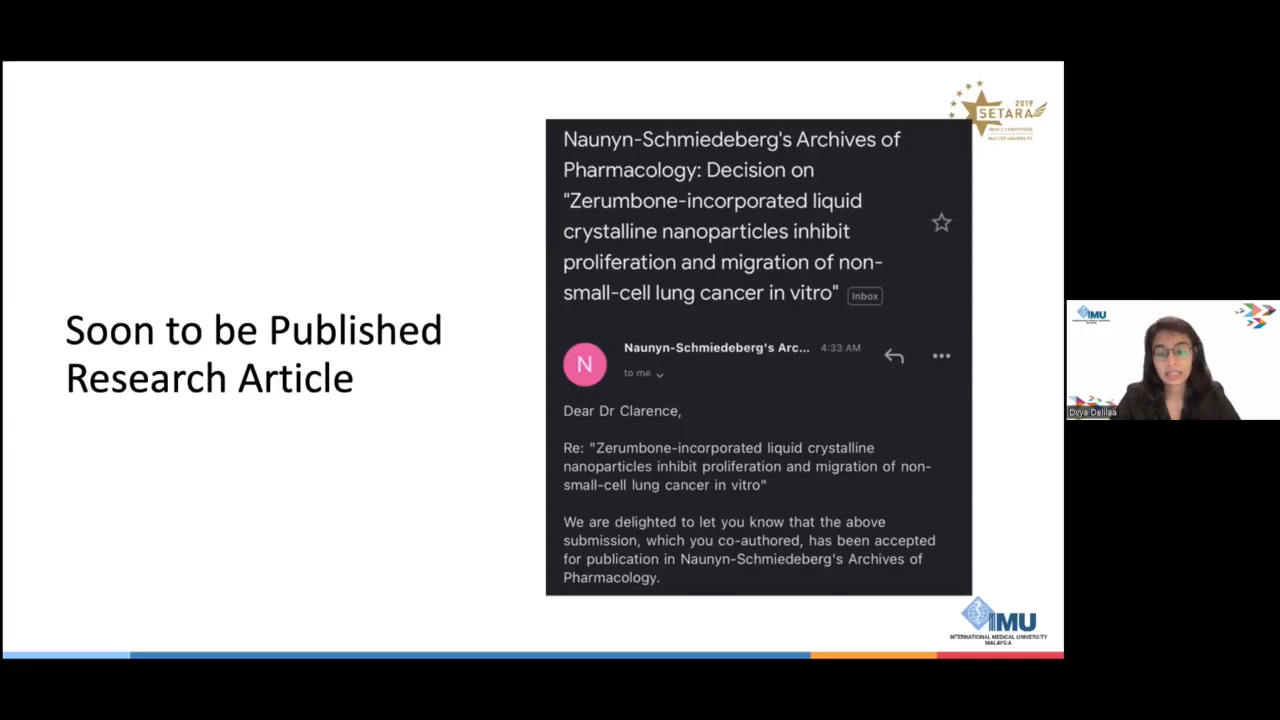 Soon to be Published
Research Article
Naunyn-Schmiedeberg's Archives of
Pharmacology: Decision on
"Zerumbone-incorporated liquid
crystalline nanoparticles inhibit
proliferation and migration of non-
small-cell lung cancer in vitro" Inbox
N
Naunyn-Schmiedeberg's Arc... 4:33 AM
to me
Dear Dr Clarence,
Re: "Zerumbone-incorporated liquid crystalline
nanoparticles inhibit proliferation and migration of non-
small-cell lung cancer in vitro"
We are delighted to let you know that the above
submission, which you co-authored, has been accepted
for publication in Naunyn-Schmiedeberg's Archives of
Pharmacology.
2019
SETARA
IMU
INTERNATIONAL MEDICAL UNIVERSITY
MALAYSIA
IMU
Dvya Delilaa